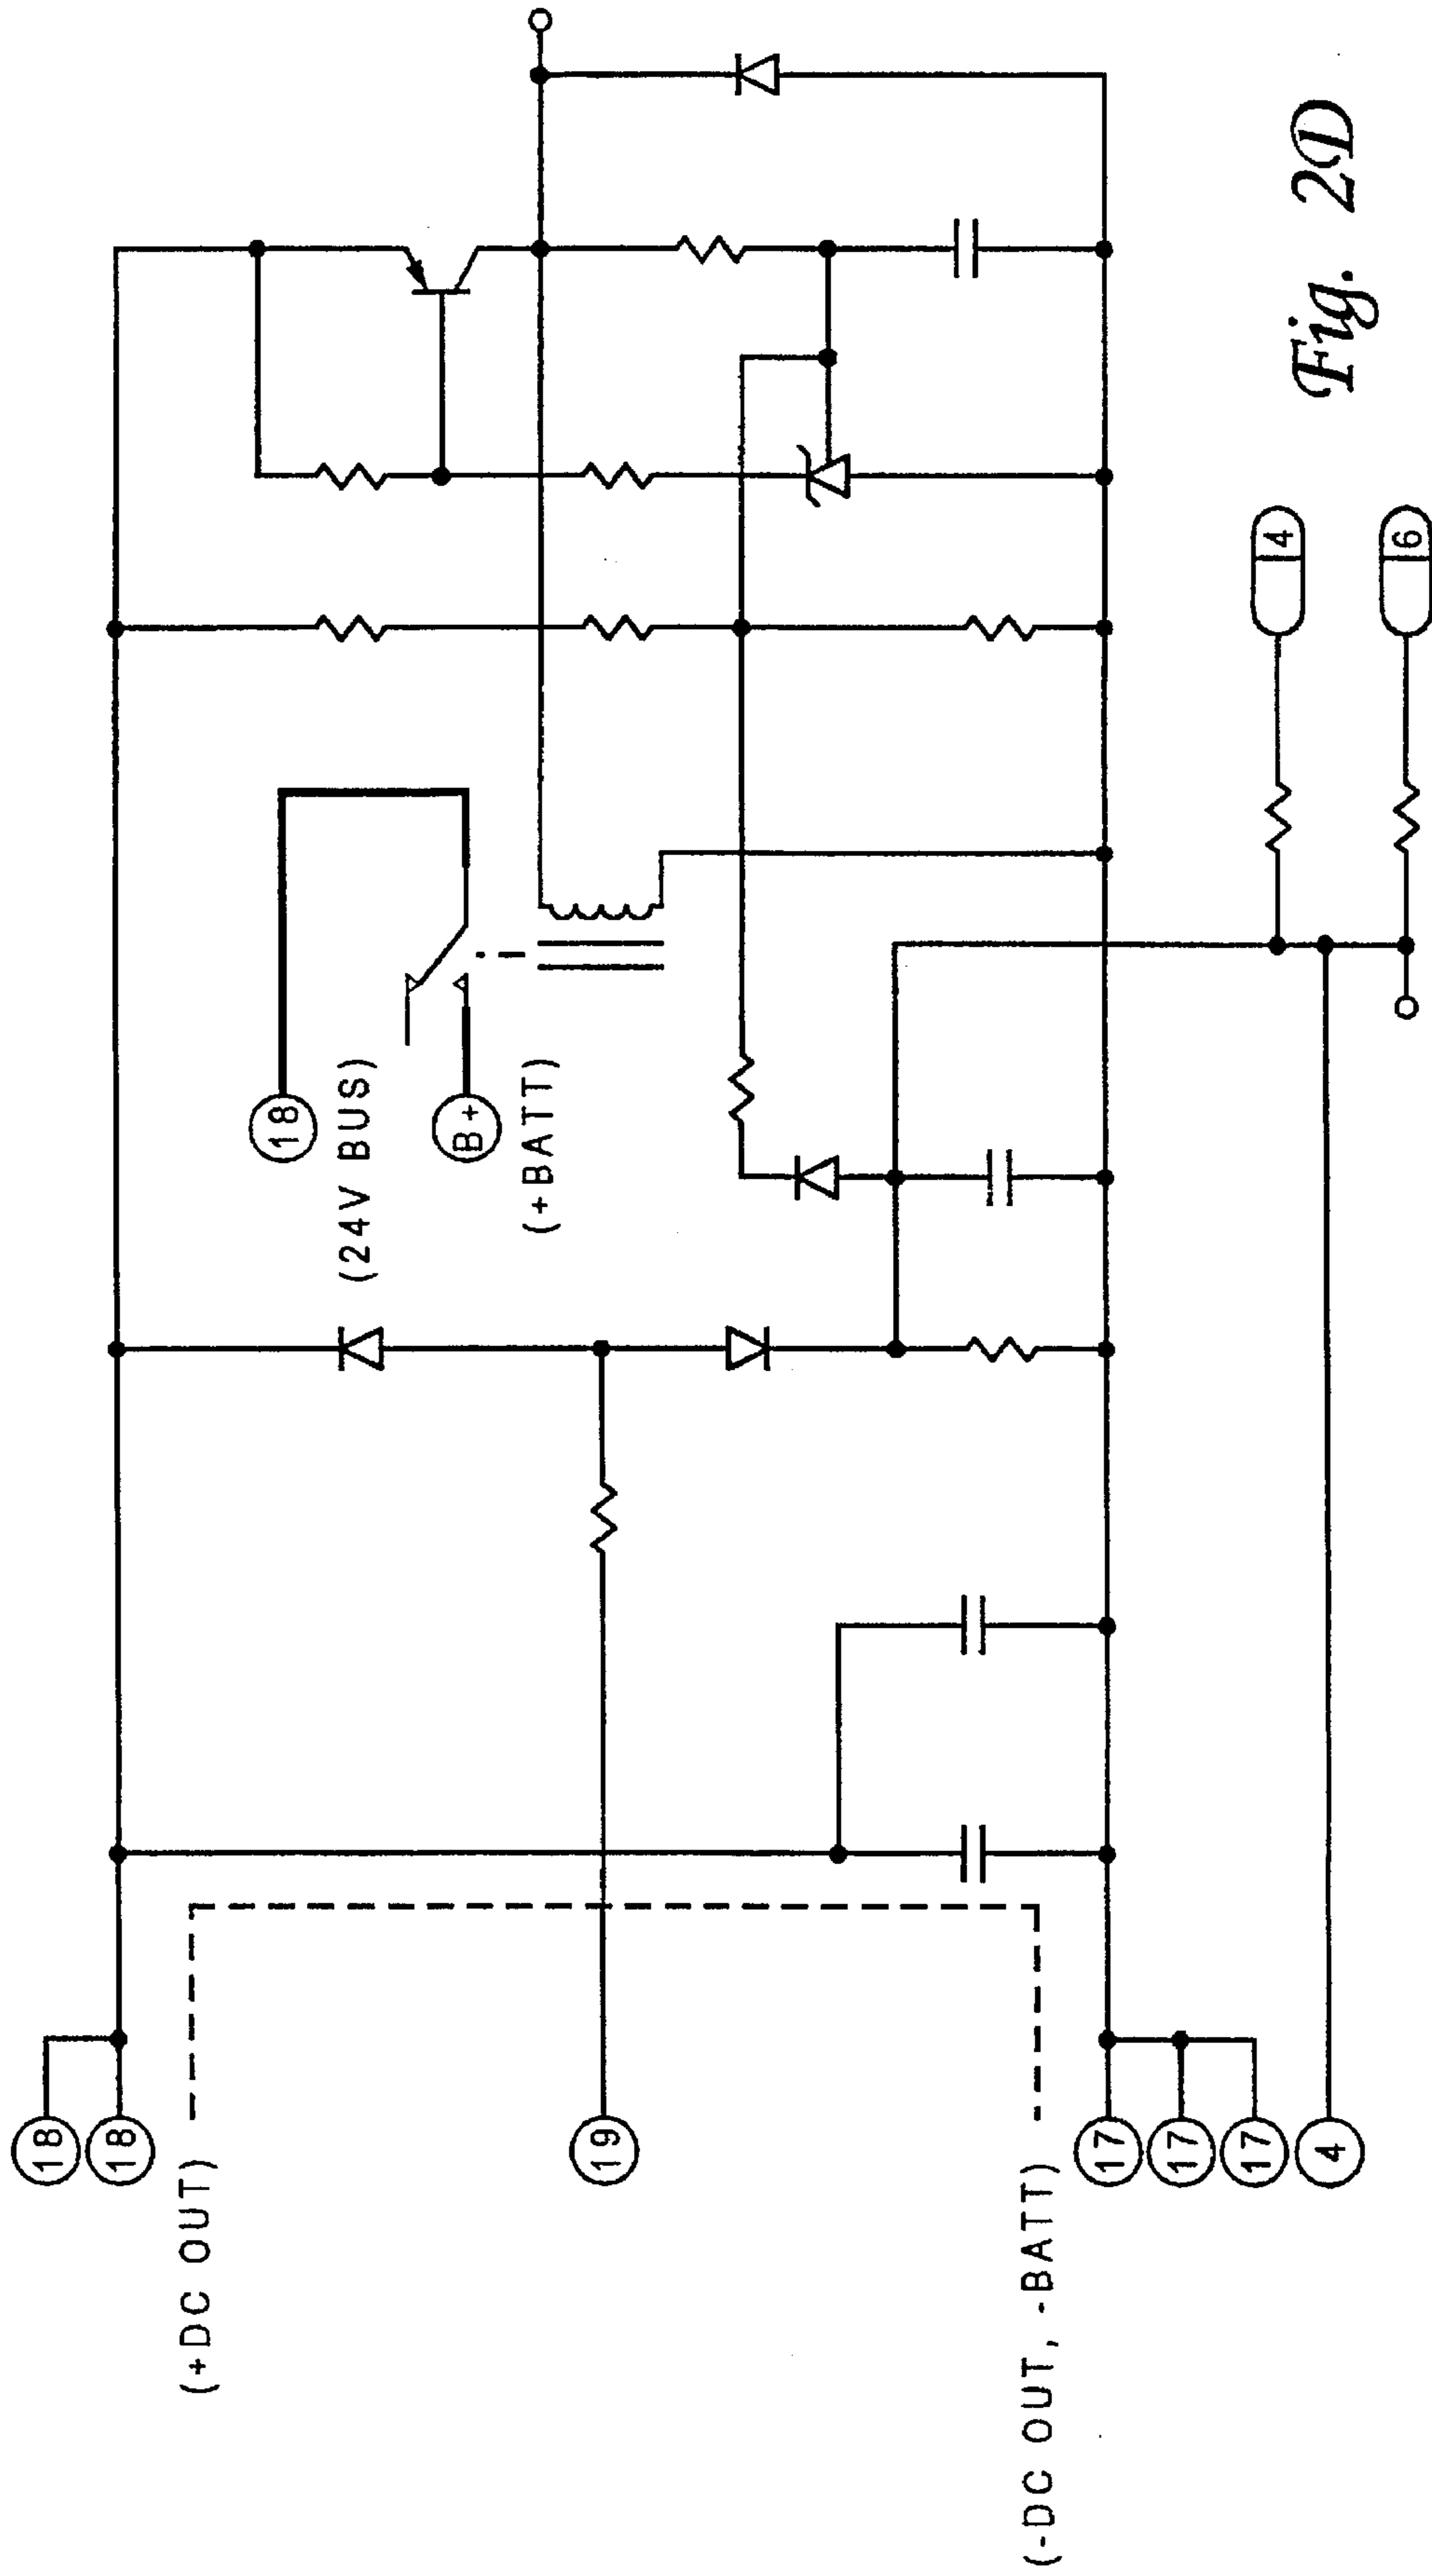 18
18
(+DC OUT)
19
(-DC OUT, -BATT)
17
17
17
4
18
(24V BUS)
B+
(+BATT)
4
6
Fig. 2D